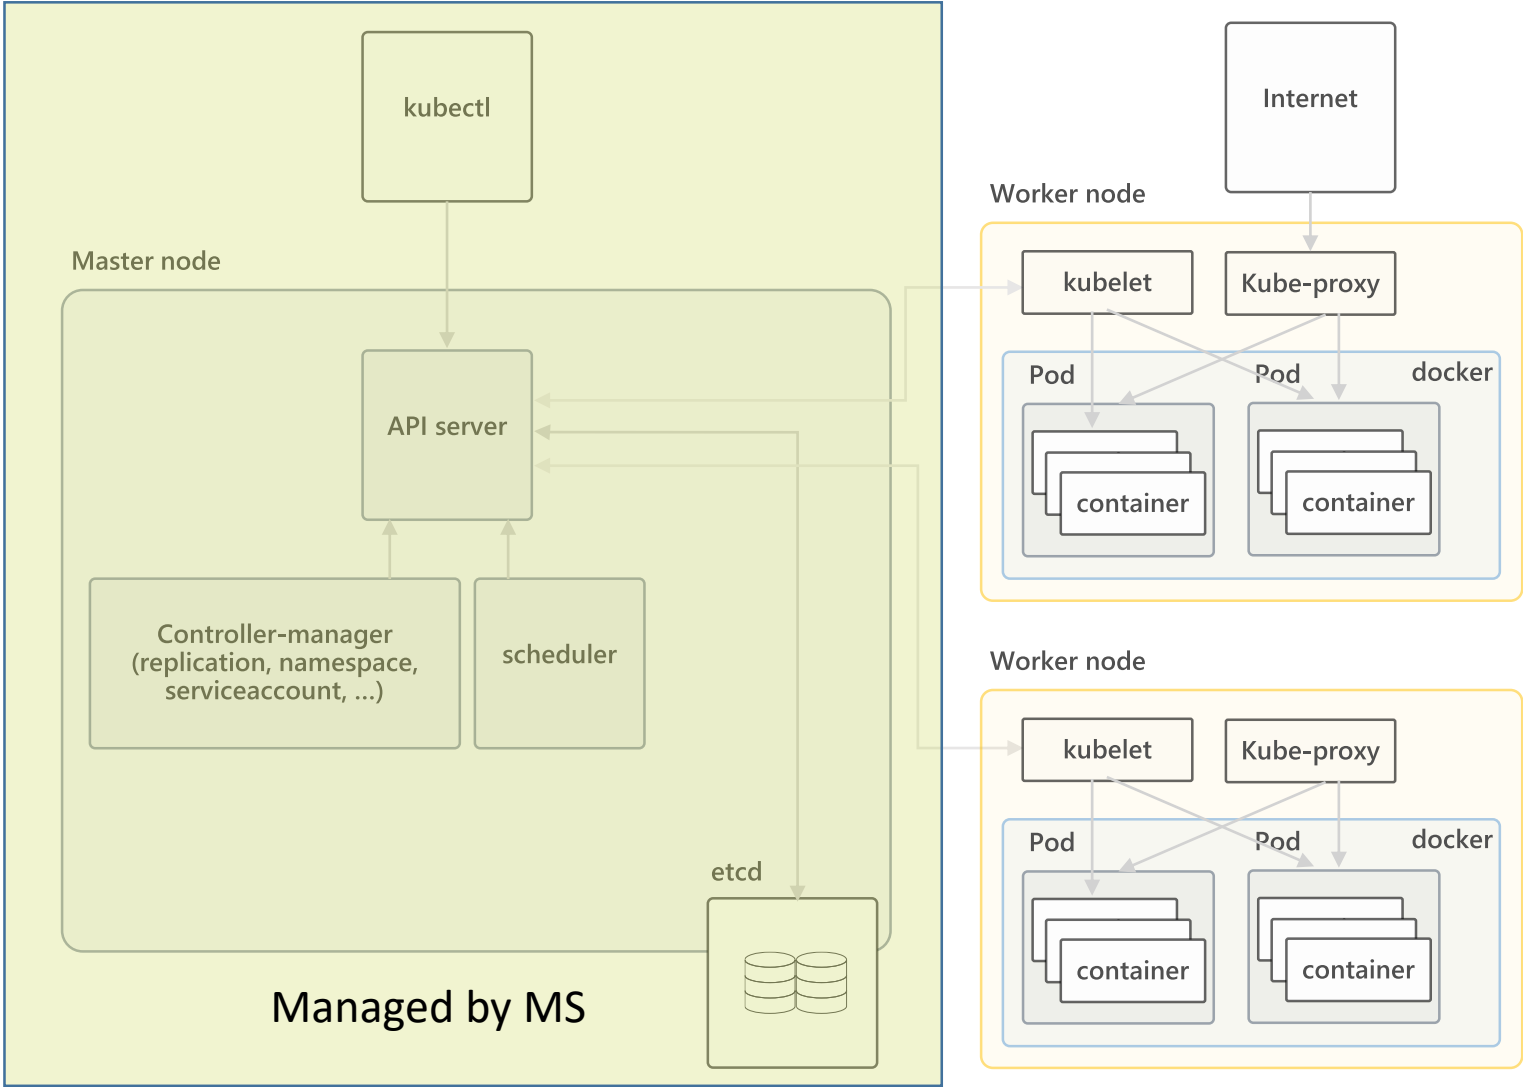 kubectl
Master node
API server
Controller-manager
(replication, namespace,
serviceaccount, ...)
scheduler
etcd
Managed by MS
Internet
Worker node
kubelet
Kube-proxy
Pod
Pod
docker
container
container
Worker node
kubelet
Kube-proxy
Pod
Pod
docker
container
container